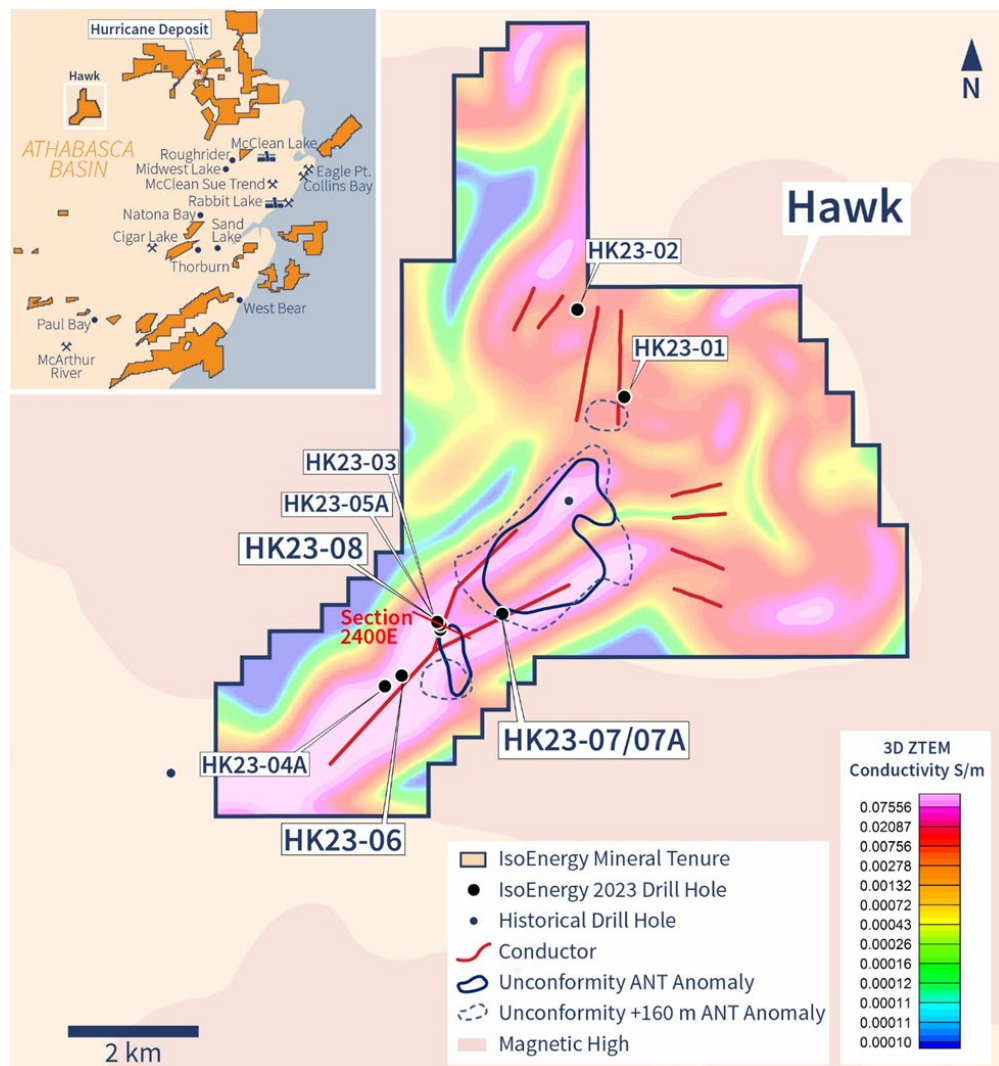 Hurricane Deposit
Hawk
ATHABASCA
BASIN
McClean Lake
Roughrider
Midwest Lake
Eagle Pt.
Collins Bay
McClean Sue Trend
Rabbit Lake
Natona Bay
Sand
Lake
Cigar Lake
Thorburn
West Bear
Paul Bay
McArthur
River
N
Hawk
HK23-02
HK23-01
HK23-03
HK23-05A
HK23-08
Section
2400E
HK23-07/07A
HK23-04A
HK23-06
3D ZTEM
Conductivity S/m
0.07556
0.02087
0.00756
0.00278
0.00132
0.00072
0.00043
0.00026
0.00016
0.00012
0.00011
0.00011
0.00010
IsoEnergy Mineral Tenure
IsoEnergy 2023 Drill Hole
Historical Drill Hole
Conductor
Unconformity ANT Anomaly
Unconformity +160 m ANT Anomaly
Magnetic High
2 km